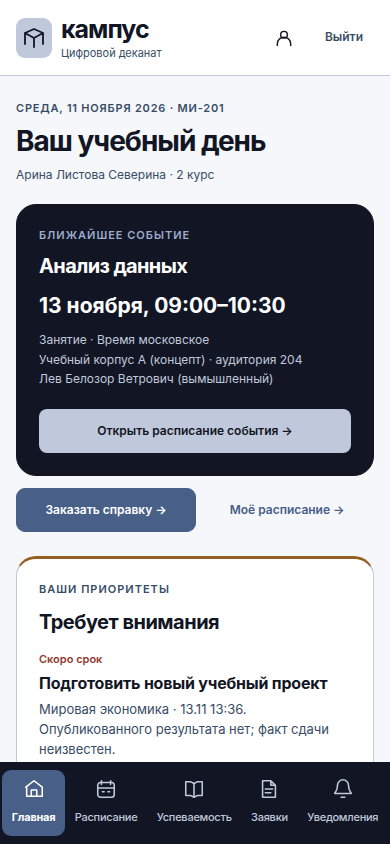 кампус
Цифровой деканат
Выйти
СРЕДА, 11 НОЯБРЯ 2026 · МИ-201
Ваш учебный день
Арина Листова Северина · 2 курс
БЛИЖАЙШЕЕ СОБЫТИЕ
Анализ данных
13 ноября, 09:00–10:30
Занятие · Время московское
Учебный корпус А (концепт) · аудитория 204
Лев Белозор Ветрович (вымышленный)
Открыть расписание события →
Заказать справку →
Моё расписание →
ВАШИ ПРИОРИТЕТЫ
Требует внимания
Скоро срок
Подготовить новый учебный проект
Мировая экономика · 13.11 13:36.
Опубликованного результата нет; факт сдачи
неизвестен.
Главная
Расписание
Успеваемость
Заявки
Уведомления